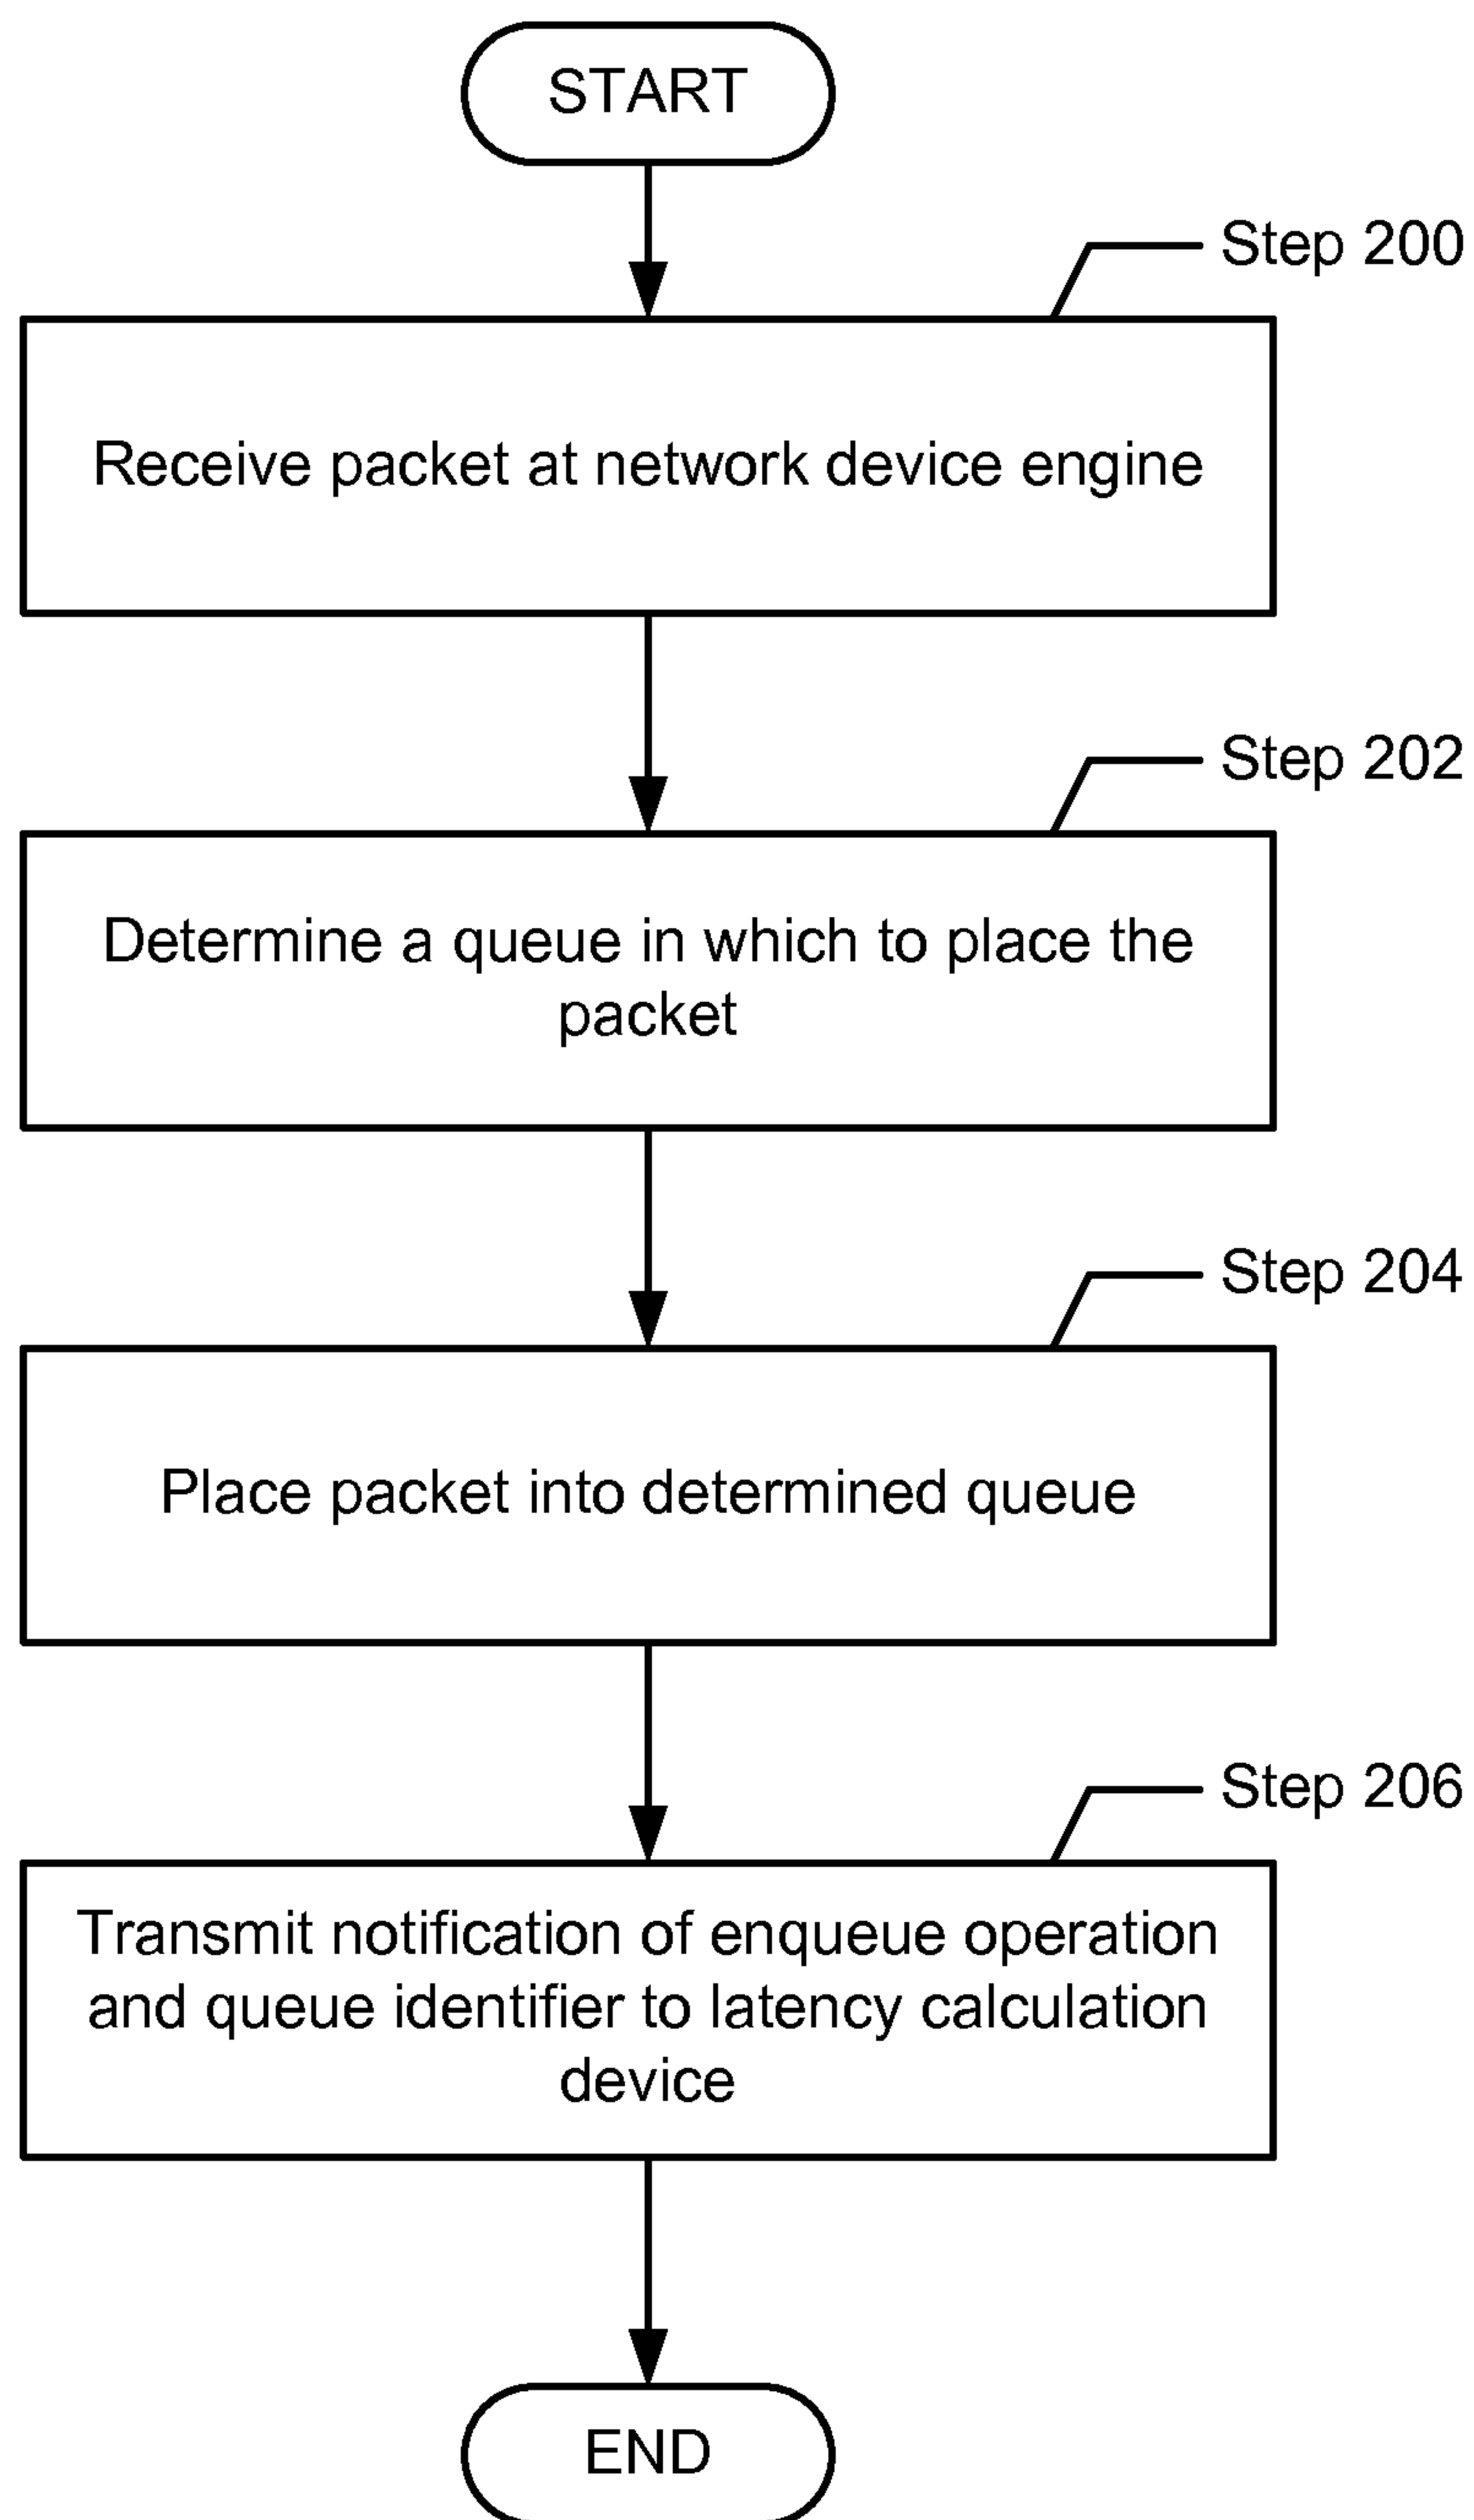 START
Step 200
Receive packet at network device engine
Step 202
Determine a queue in which to place the
packet
Step 204
Place packet into determined queue
Step 206
Transmit notification of enqueue operation
and queue identifier to latency calculation
device
END